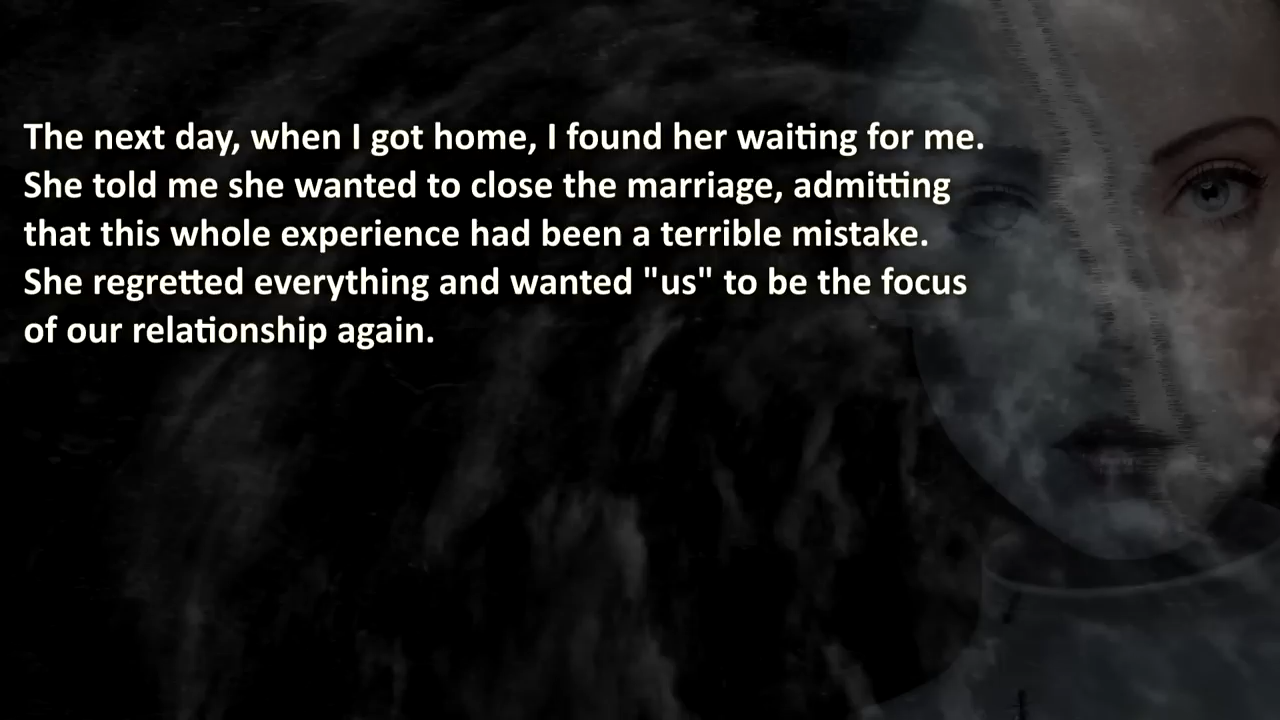 The next day, when I got home, I found her waiting for me.
She told me she wanted to close the marriage, admitting
that this whole experience had been a terrible mistake.
She regretted everything and wanted "us" to be the focus
of our relationship again.